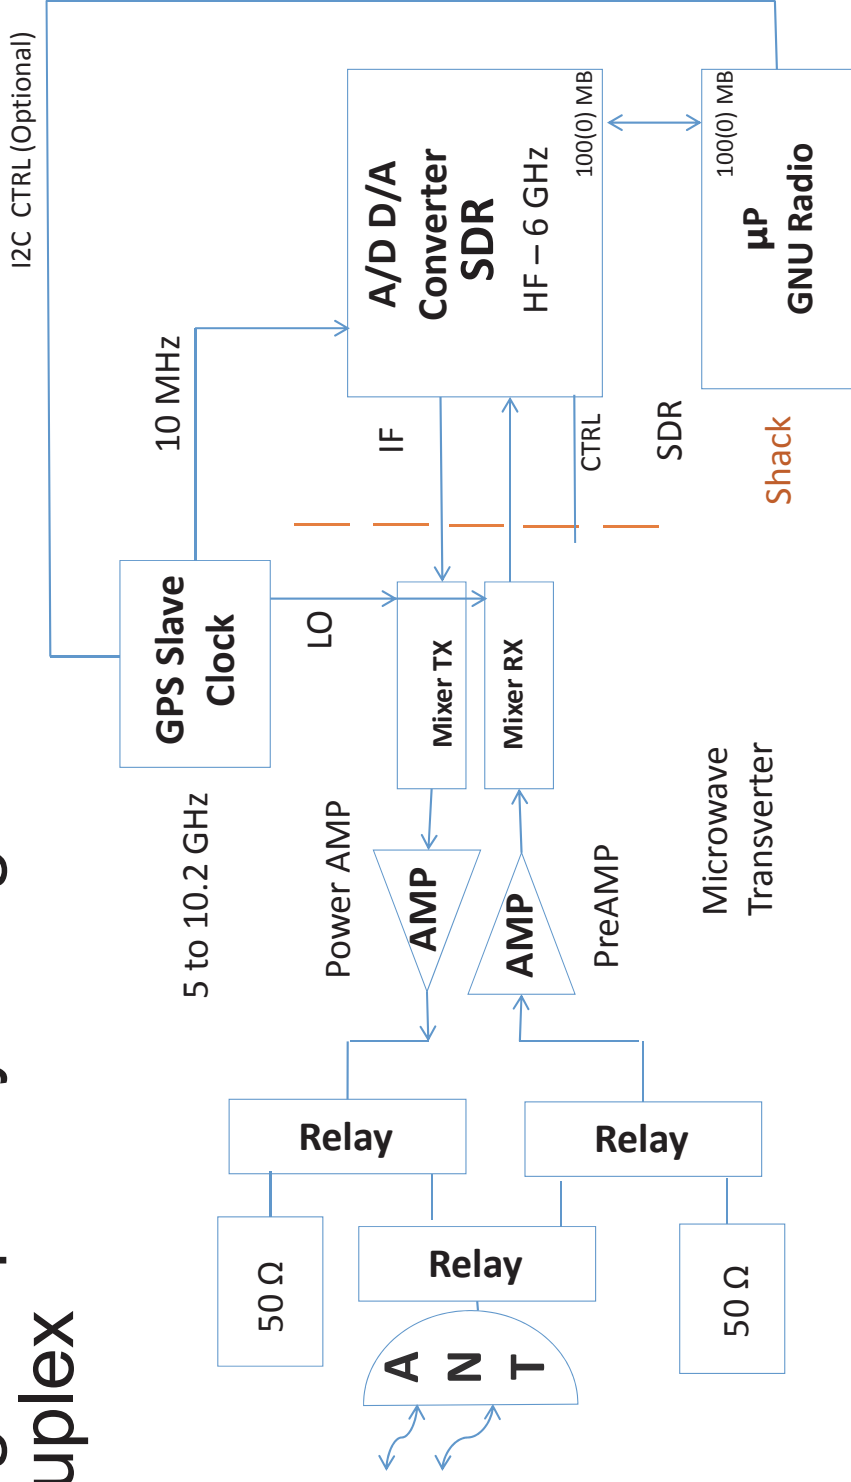 uplex
I2C CTRL (Optional)
GPS Slave
Clock
10 MHz
5 to 10.2 GHz
LO
A/D D/A
Converter
SDR
HF – 6 GHz
100(0) MB
100(0) MB
µP
GNU Radio
IF
CTRL
SDR
Shack
Mixer TX
Mixer RX
Power AMP
AMP
AMP
PreAMP
Microwave
Transverter
Relay
Relay
Relay
50 Ω
50 Ω
A
N
T